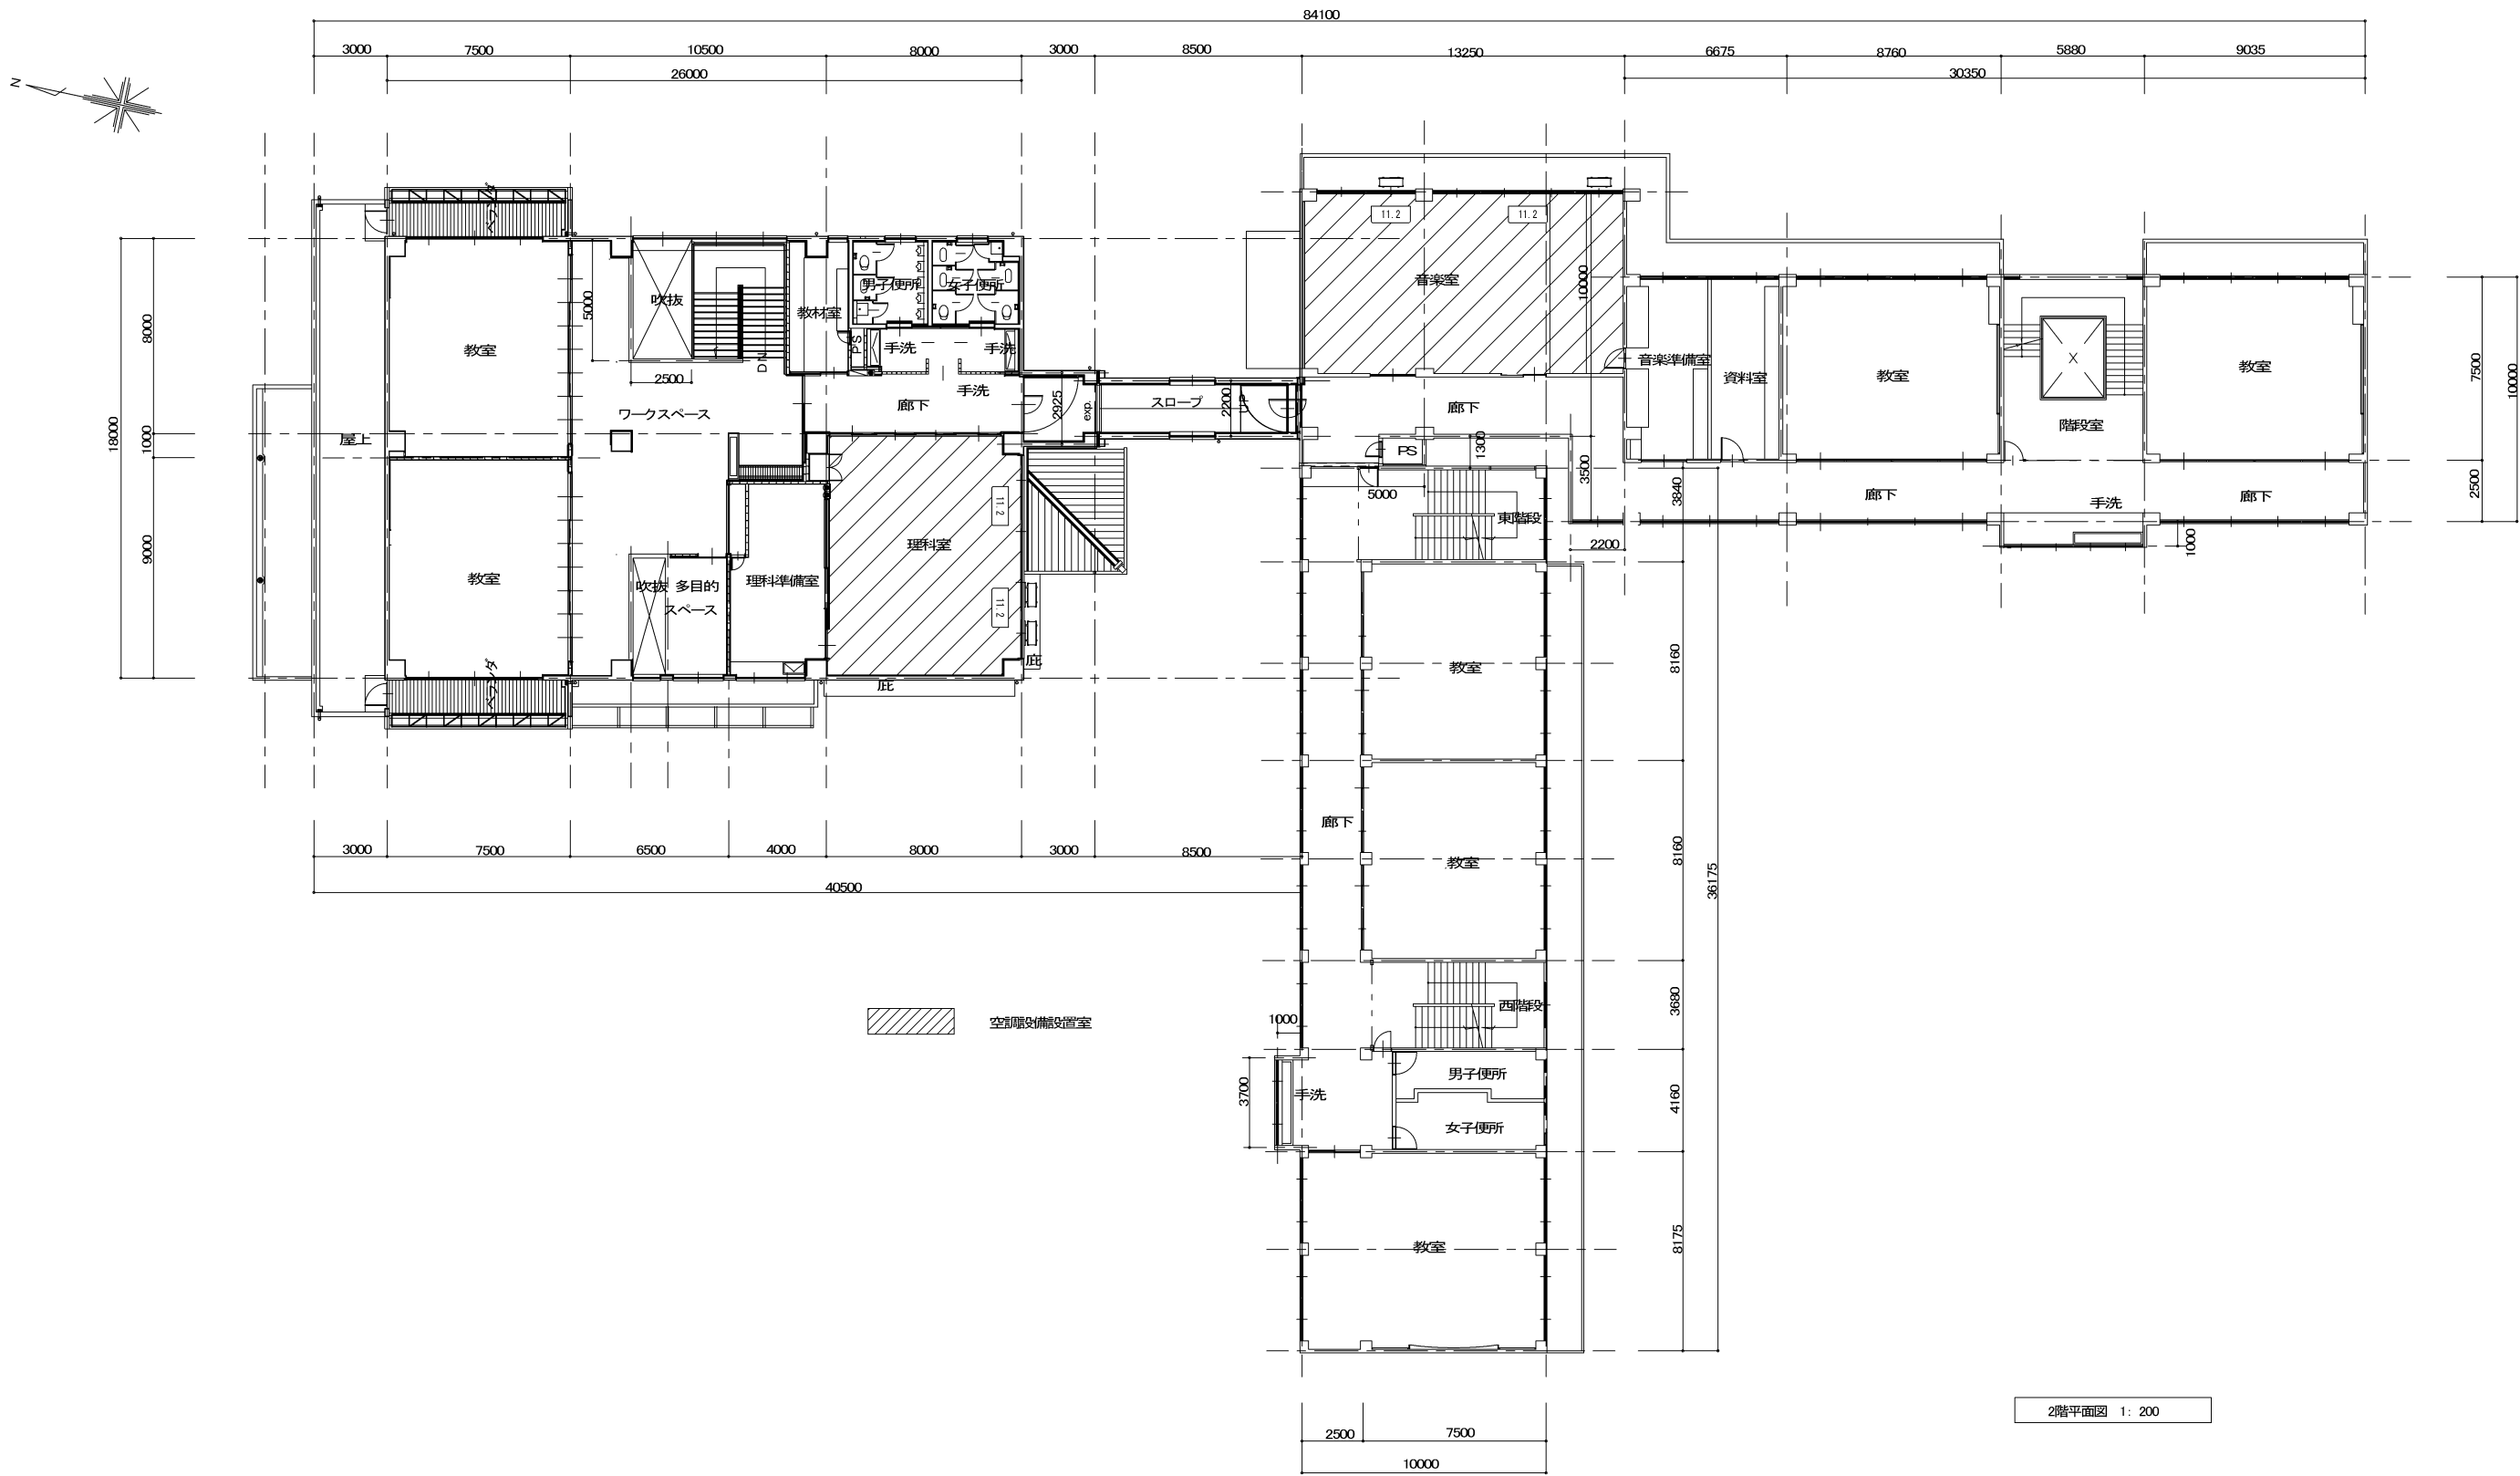 84100
3000
7500
10500
8000
3000
8500
13250
6675
8760
5880
9035
26000
30350
N
ベランダ
11.2
11.2
吹抜
5000
2500
DN
教材室
男子便所
女子便所
PS
手洗
手洗
手洗
教室
音楽室
10000
音楽準備室
資料室
教室
階段室
教室
7500
10000
2500
8000
1000
18000
9000
屋上
ワークスペース
廊下
2925
exp.
スロープ
2200
UP
廊下
PS
1300
3500
5000
3840
廊下
手洗
廊下
1000
2200
東階段
11.2
理科室
11.2
教室
吹抜
多目的
スペース
理科準備室
庇
庇
ベランダ
教室
8160
廊下
教室
8160
36175
3000
7500
6500
4000
8000
3000
8500
40500
空調設備設置室
西階段
3680
1000
3700
手洗
男子便所
女子便所
4160
教室
8175
2500
7500
10000
2階平面図 1:200